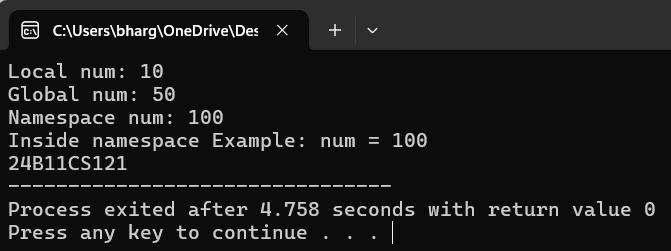 C:\Users\bharg\OneDrive\Des
Local num: 10
Global num: 50
Namespace num: 100
Inside namespace Example: num = 100
24B11CS121
--------------------------------
Process exited after 4.758 seconds with return value 0
Press any key to continue . . .